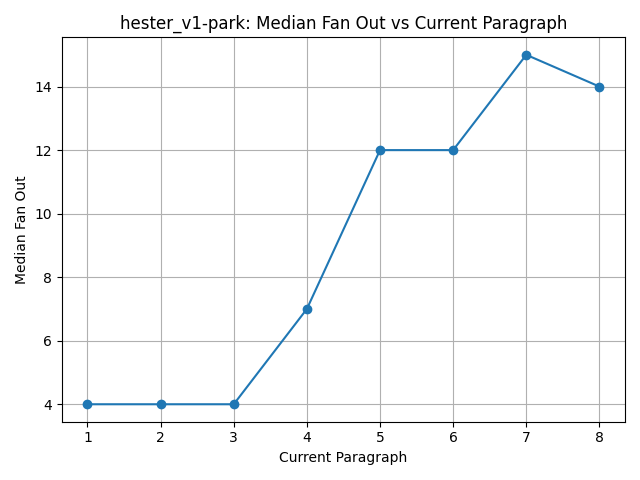 hester_v1-park: Median Fan Out vs Current Paragraph
14
12
10
8
6
4
Median Fan Out
1 2 3 4 5 6 7 8
Current Paragraph